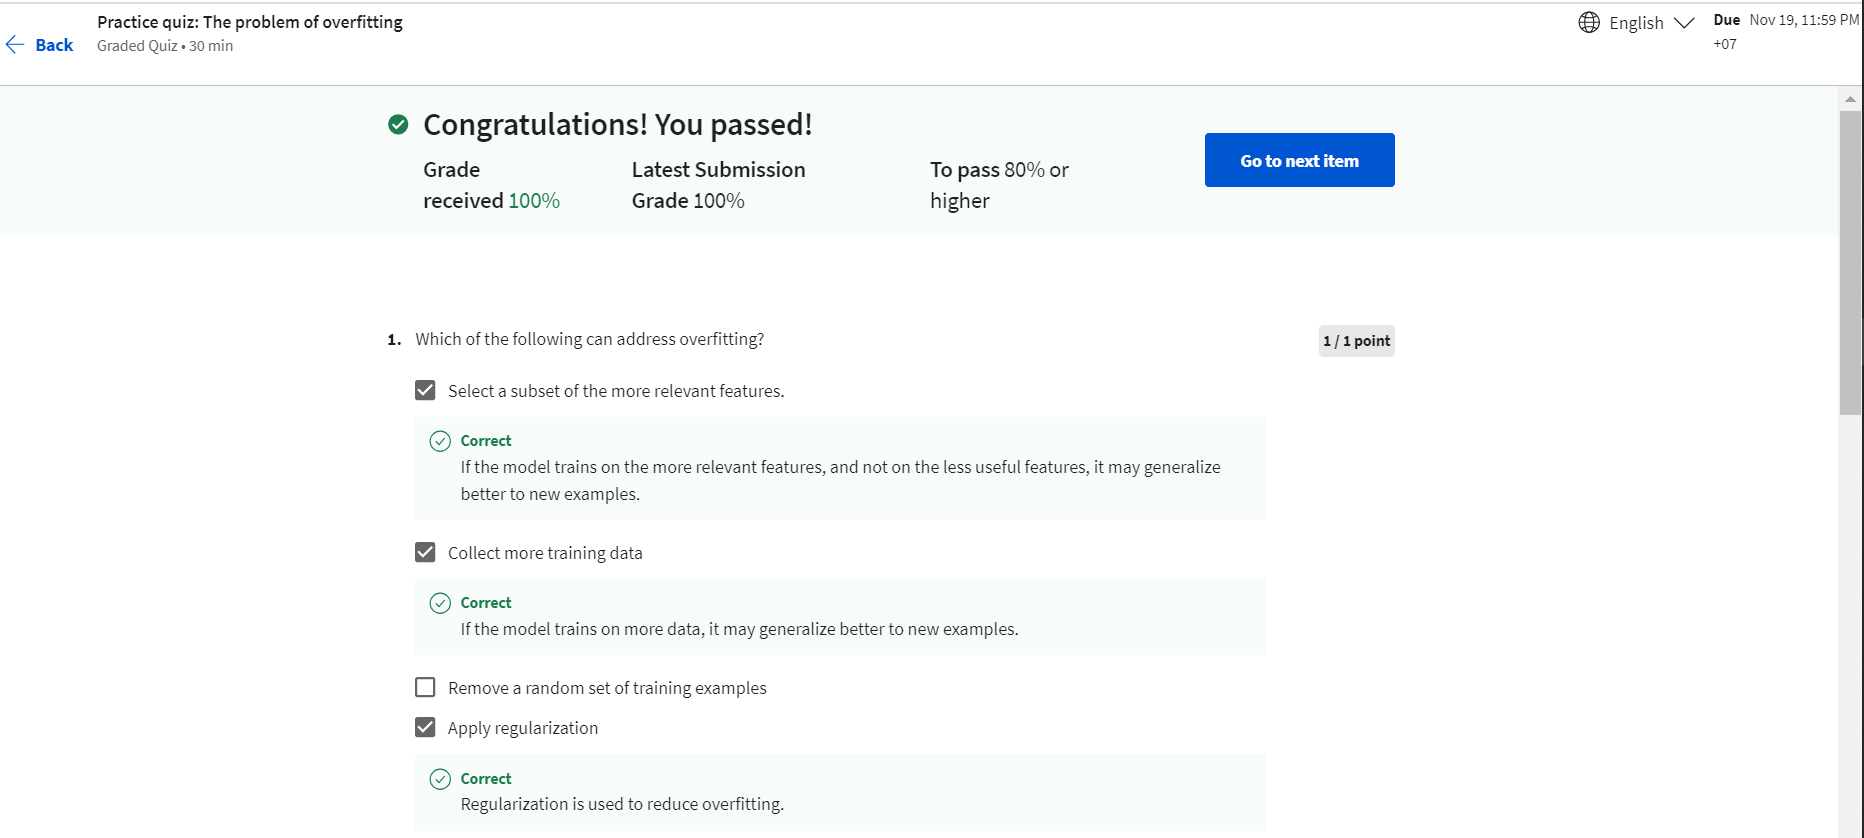 Practice quiz: The problem of overfitting
Back
Graded Quiz • 30 min
English
Due Nov 19, 11:59 PM
+07
Congratulations! You passed!
Grade
received 100%
Latest Submission
Grade 100%
To pass 80% or
higher
Go to next item
1. Which of the following can address overfitting?
1 / 1 point
Select a subset of the more relevant features.
Correct
If the model trains on the more relevant features, and not on the less useful features, it may generalize
better to new examples.
Collect more training data
Correct
If the model trains on more data, it may generalize better to new examples.
Remove a random set of training examples
Apply regularization
Correct
Regularization is used to reduce overfitting.